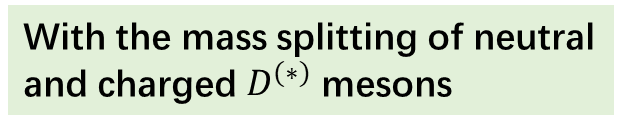 With the mass splitting of neutral
and charged D^{(*)} mesons